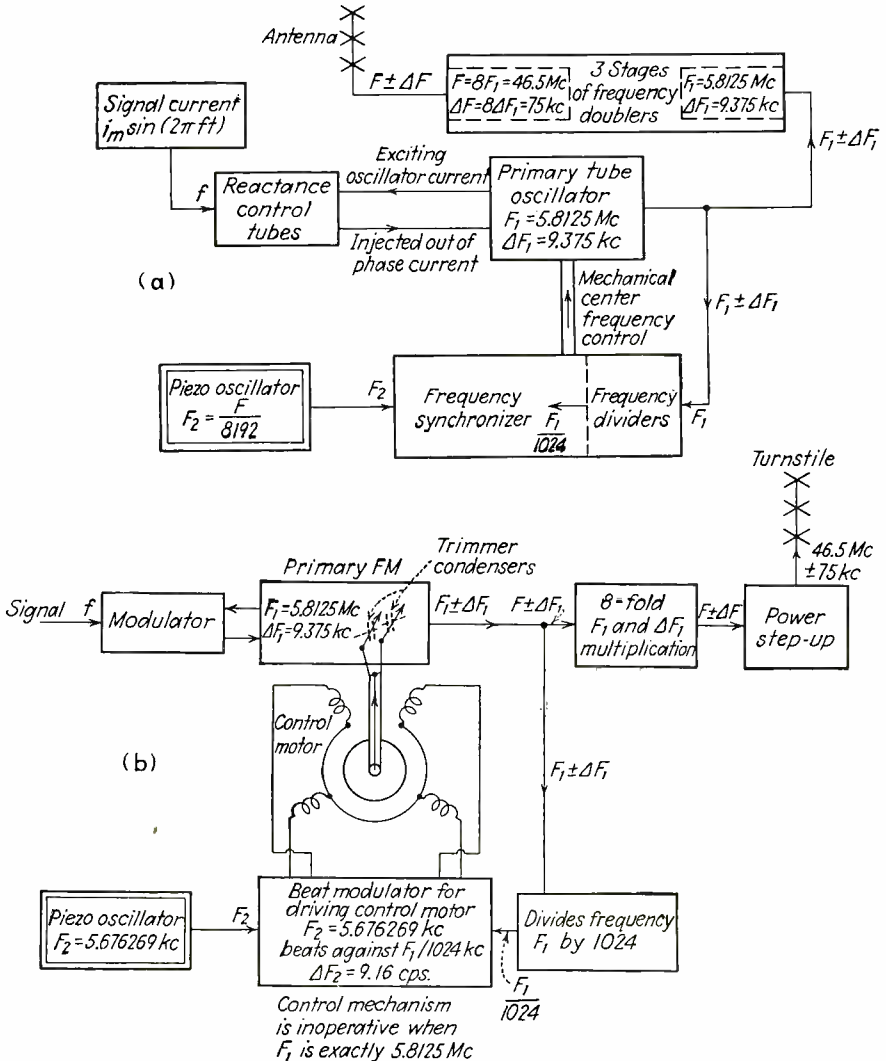 Antenna
F±ΔF
F=8F₁=46.5Mc
ΔF=8ΔF₁=75kc
3 Stages
of frequency
doublers
F₁=5.8125 Mc
ΔF₁=9.375kc
Signal current
iₘ sin (2πft)
F₁±ΔF₁
f
Reactance
control
tubes
Exciting
oscillator current
Injected out of
phase current
Primary tube
oscillator
F₁=5.8125 Mc
ΔF₁=9.375 kc
(a)
Mechanical
center
frequency
control
F₁±ΔF₁
Piezo oscillator
F₂ = F/8192
F₂
Frequency
synchronizer
F₁/1024
Frequency
dividers
F₁
Turnstile
46.5 Mc
±75kc
Trimmer
condensers
Primary FM
Signal
f
Modulator
F₁=5.8125 Mc
ΔF₁=9.375kc
F₁±ΔF₁
F±ΔF₁
8=fold
F₁ and ΔF₁
multiplication
F±ΔF
Power
step-up
Control
motor
(b)
F₁±ΔF₁
Piezo oscillator
F₂=5.676269 kc
F₂
Beat modulator for
driving control motor
F₂=5.676269 kc
beats against F₁/1024 kc
ΔF₂=9.16 cps.
Divides frequency
F₁ by 1024
F₁/1024
Control mechanism
is inoperative when
F₁ is exactly 5.8125 Mc